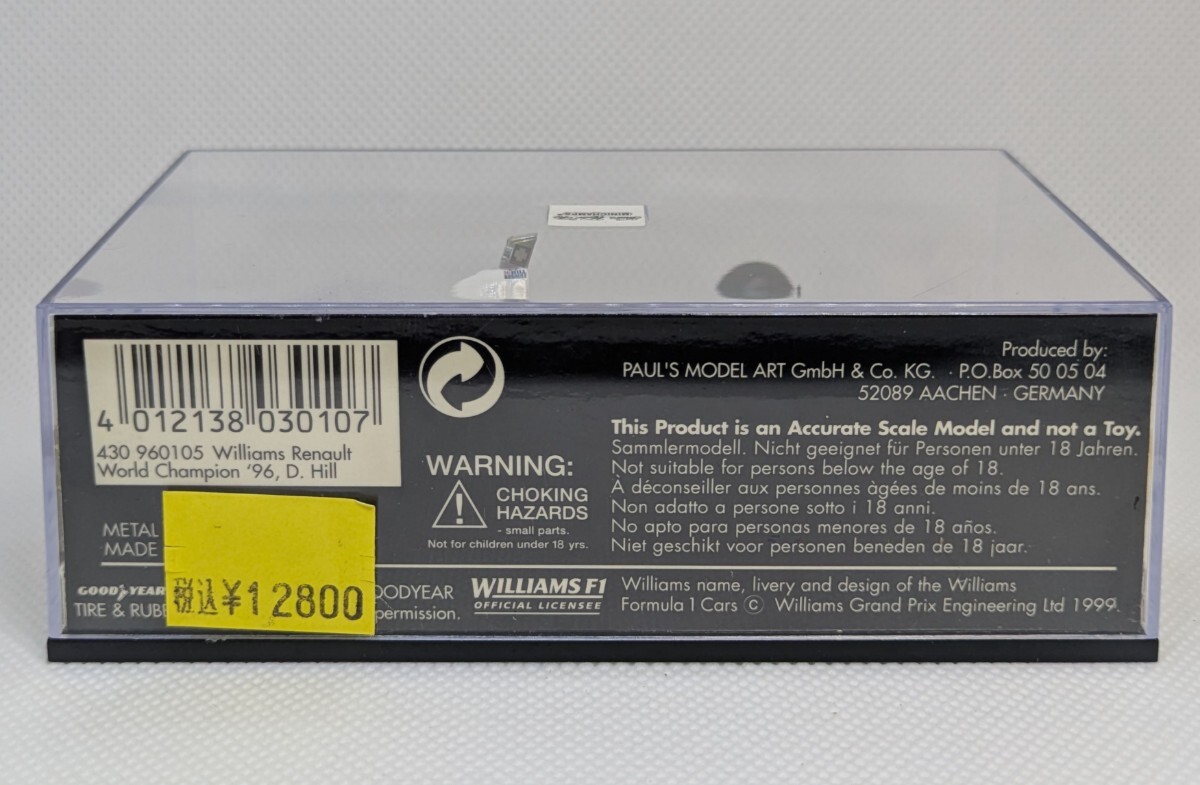 MINICHAMPS
4 012138 030107
430 960105 Williams Renault
World Champion '96, D. Hill
METAL
MADE
税込¥12800
WARNING:
CHOKING
HAZARDS
- small parts.
Not for children under 18 yrs.
Produced by:
PAUL'S MODEL ART GmbH & Co. KG. · P.O.Box 50 05 04
52089 AACHEN · GERMANY
This Product is an Accurate Scale Model and not a Toy.
Sammlermodell. Nicht geeignet für Personen unter 18 Jahren.
Not suitable for persons below the age of 18.
À déconseiller aux personnes àgées de moins de 18 ans.
Non adatto a persone sotto i 18 anni.
No apto para personas menores de 18 años.
Niet geschikt voor personen beneden de 18 jaar.
GOODYEAR
TIRE & RUBB
OODYEAR
permission.
WILLIAMS F1
OFFICIAL LICENSEE
Williams name, livery and design of the Williams
Formula 1 Cars © Williams Grand Prix Engineering Ltd 1999.